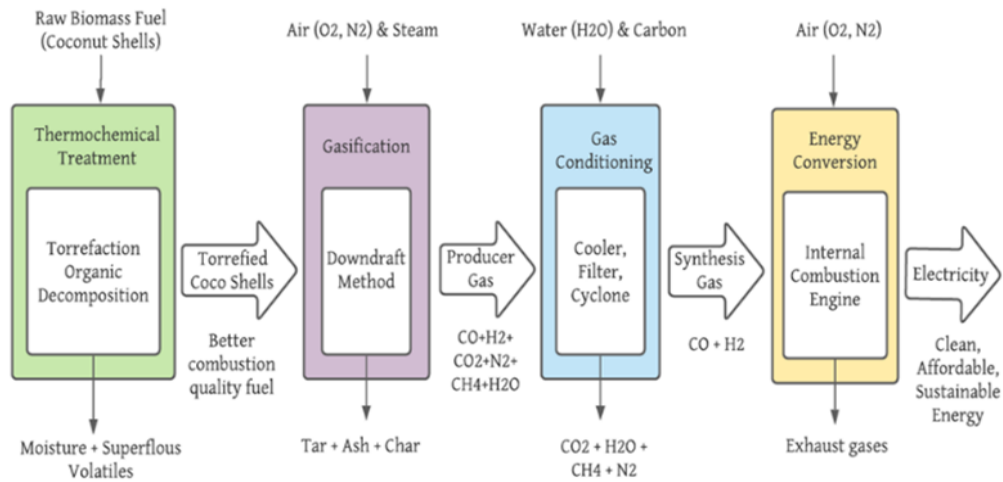 Raw Biomass Fuel
(Coconut Shells)
Air (O2, N2) & Steam
Water (H2O) & Carbon
Air (O2, N2)
Thermochemical
Treatment
Gasification
Gas
Conditioning
Energy
Conversion
Torrefaction
Organic
Decomposition
Torrefied
Coco Shells
Downdraft
Method
Producer
Gas
Cooler,
Filter,
Cyclone
Synthesis
Gas
Internal
Combustion
Engine
Electricity
Better
combustion
quality fuel
CO+H2+
CO2+N2+
CH4+H2O
CO + H2
Clean,
Affordable,
Sustainable
Energy
Moisture + Superflous
Volatiles
Tar + Ash + Char
CO2 + H2O +
CH4 + N2
Exhaust gases